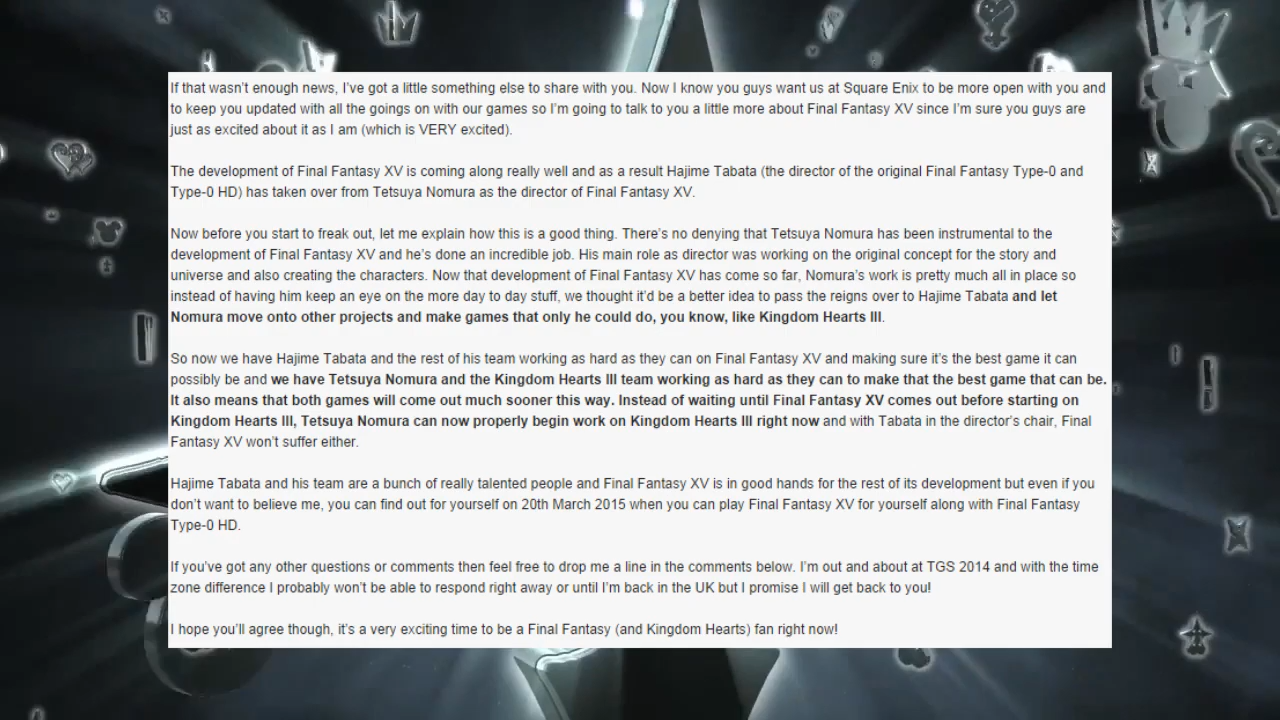 If that wasn't enough news, I've got a little something else to share with you. Now I know you guys want us at Square Enix to be more open with you and
to keep you updated with all the goings on with our games so I'm going to talk to you a little more about Final Fantasy XV since I'm sure you guys are
just as excited about it as I am (which is VERY excited).
The development of Final Fantasy XV is coming along really well and as a result Hajime Tabata (the director of the original Final Fantasy Type-0 and
Type-0 HD) has taken over from Tetsuya Nomura as the director of Final Fantasy XV.
Now before you start to freak out, let me explain how this is a good thing. There's no denying that Tetsuya Nomura has been instrumental to the
development of Final Fantasy XV and he's done an incredible job. His main role as director was working on the original concept for the story and
universe and also creating the characters. Now that development of Final Fantasy XV has come so far, Nomura's work is pretty much all in place so
instead of having him keep an eye on the more day to day stuff, we thought it'd be a better idea to pass the reigns over to Hajime Tabata and let
Nomura move onto other projects and make games that only he could do, you know, like Kingdom Hearts III.
So now we have Hajime Tabata and the rest of his team working as hard as they can on Final Fantasy XV and making sure it's the best game it can
possibly be and we have Tetsuya Nomura and the Kingdom Hearts III team working as hard as they can to make that the best game that can be.
It also means that both games will come out much sooner this way. Instead of waiting until Final Fantasy XV comes out before starting on
Kingdom Hearts III, Tetsuya Nomura can now properly begin work on Kingdom Hearts III right now and with Tabata in the director's chair, Final
Fantasy XV won't suffer either.
Hajime Tabata and his team are a bunch of really talented people and Final Fantasy XV is in good hands for the rest of its development but even if you
don't want to believe me, you can find out for yourself on 20th March 2015 when you can play Final Fantasy XV for yourself along with Final Fantasy
Type-0 HD.
If you've got any other questions or comments then feel free to drop me a line in the comments below. I'm out and about at TGS 2014 and with the time
zone difference I probably won't be able to respond right away or until I'm back in the UK but I promise I will get back to you!
I hope you'll agree though, it's a very exciting time to be a Final Fantasy (and Kingdom Hearts) fan right now!